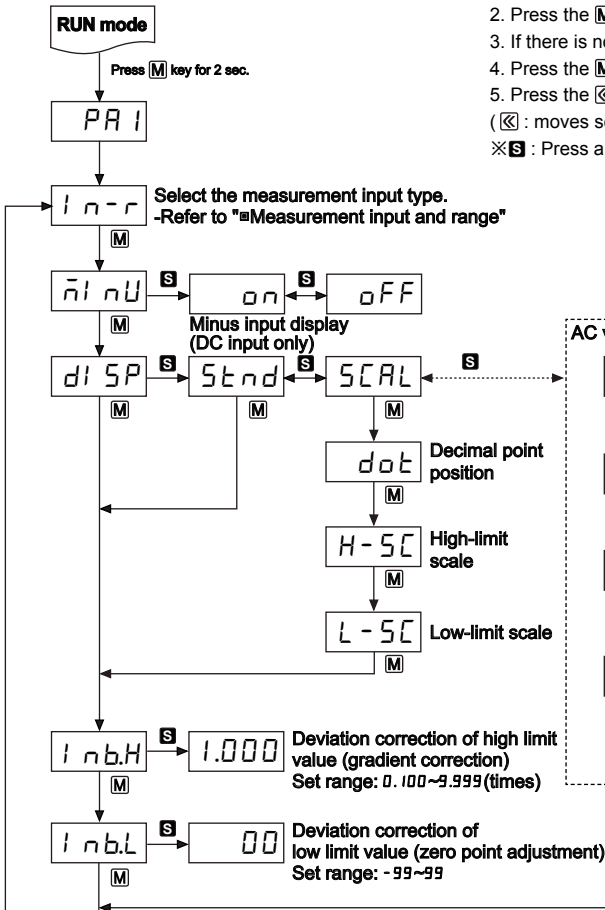 RUN mode
2. Press the M
3. If there is
4. Press the M
5. Press the «
Press M key for 2 sec.
( « : moves
※S : Press
PA1
In-r
Select the measurement input type.
-Refer to "■Measurement input and range"
M
ñInU S on S oFF
M
Minus input display
(DC input only)
AC
dISP S Stnd S SCAL S
M M M
dot
Decimal point
position
M
H-SC
High-limit
scale
M
L-SC Low-limit scale
M
Inb.H S 1.000
Deviation correction of high limit
value (gradient correction)
Set range: 0.100~9.999(times)
M
Inb.L S 00
Deviation correction of
low limit value (zero point adjustment)
Set range: -99~99
M